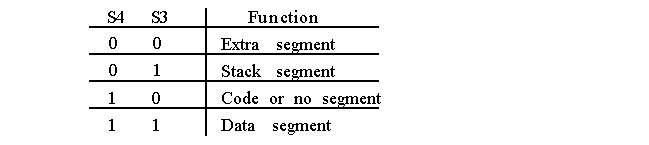 S4 S3 Function
0 0 Extra segment
0 1 Stack segment
1 0 Code or no segment
1 1 Data segment